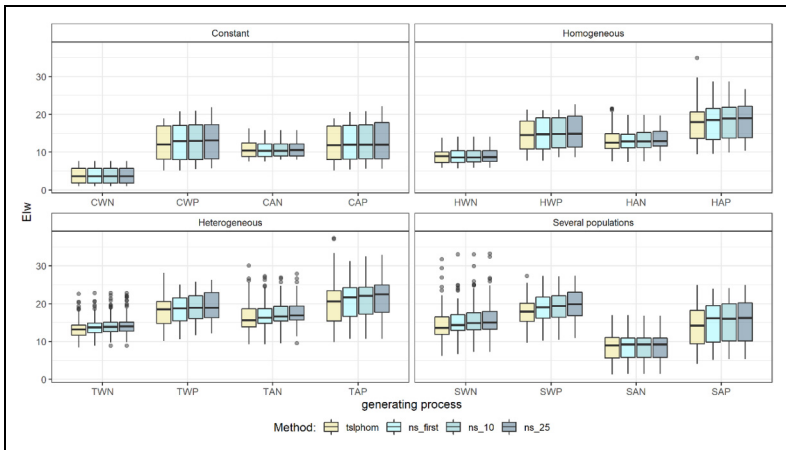 Constant
Homogeneous
30
20
10
0
CWN CWP CAN CAP
HWN HWP HAN HAP
EIw
Heterogeneous
Several populations
30
20
10
0
TWN TWP TAN TAP
SWN SWP SAN SAP
generating process
Method: tslphom ns_first ns_10 ns_25